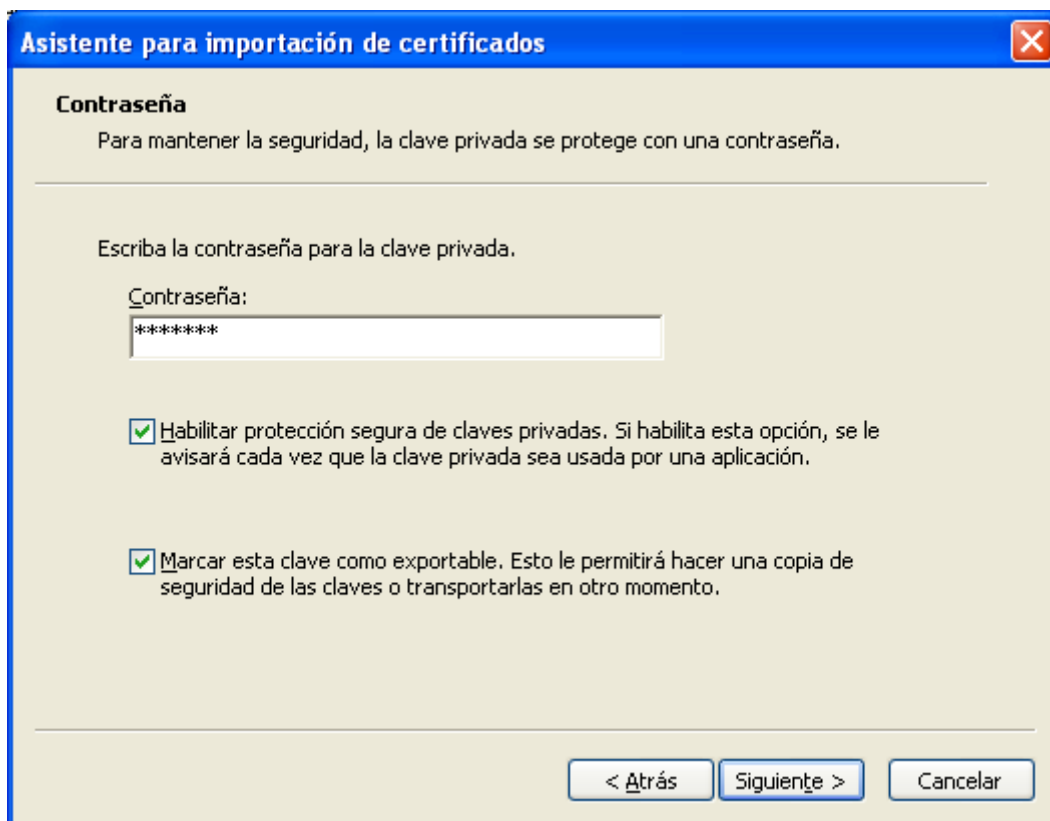 Asistente para importación de certificados
Contraseña
Para mantener la seguridad, la clave privada se protege con una contraseña.
Escriba la contraseña para la clave privada.
Contraseña:
*******
Habilitar protección segura de claves privadas. Si habilita esta opción, se le
avisará cada vez que la clave privada sea usada por una aplicación.
Marcar esta clave como exportable. Esto le permitirá hacer una copia de
seguridad de las claves o transportarlas en otro momento.
< Atrás Siguiente > Cancelar